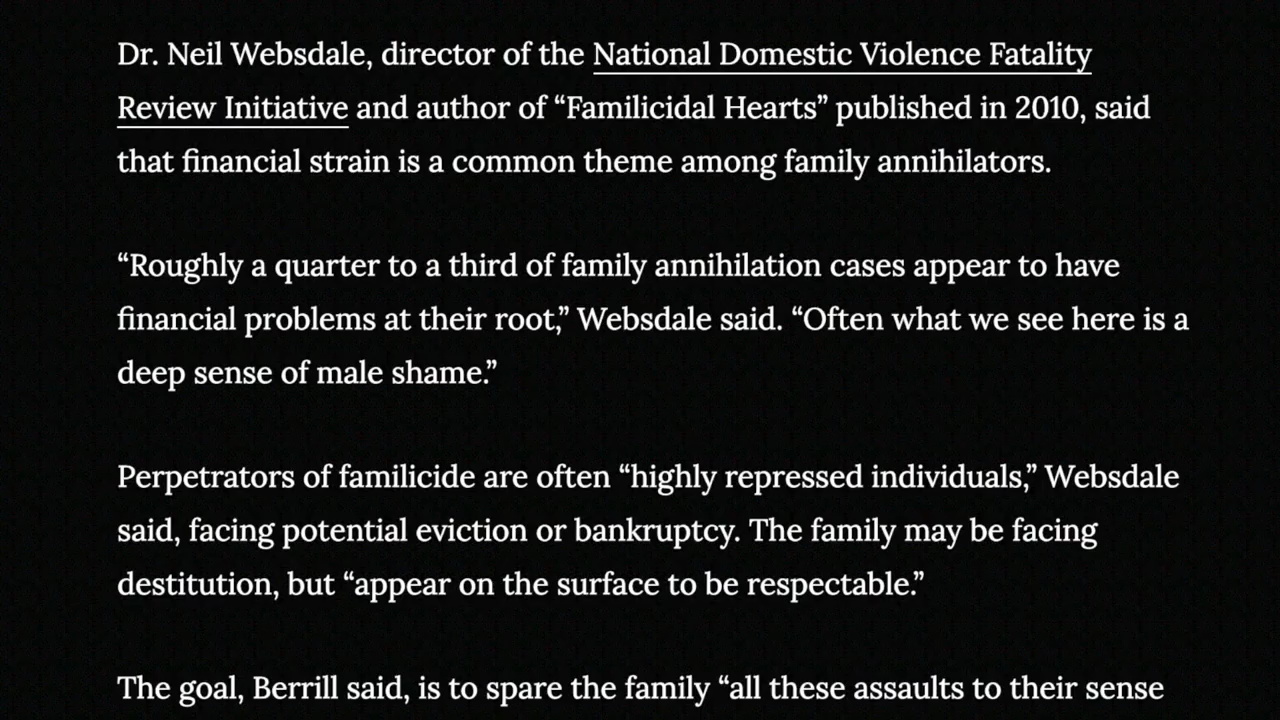 Dr. Neil Websdale, director of the National Domestic Violence Fatality
Review Initiative and author of “Familicidal Hearts” published in 2010, said
that financial strain is a common theme among family annihilators.
“Roughly a quarter to a third of family annihilation cases appear to have
financial problems at their root,” Websdale said. “Often what we see here is a
deep sense of male shame.”
Perpetrators of familicide are often “highly repressed individuals,” Websdale
said, facing potential eviction or bankruptcy. The family may be facing
destitution, but “appear on the surface to be respectable.”
The goal, Berrill said, is to spare the family “all these assaults to their sense